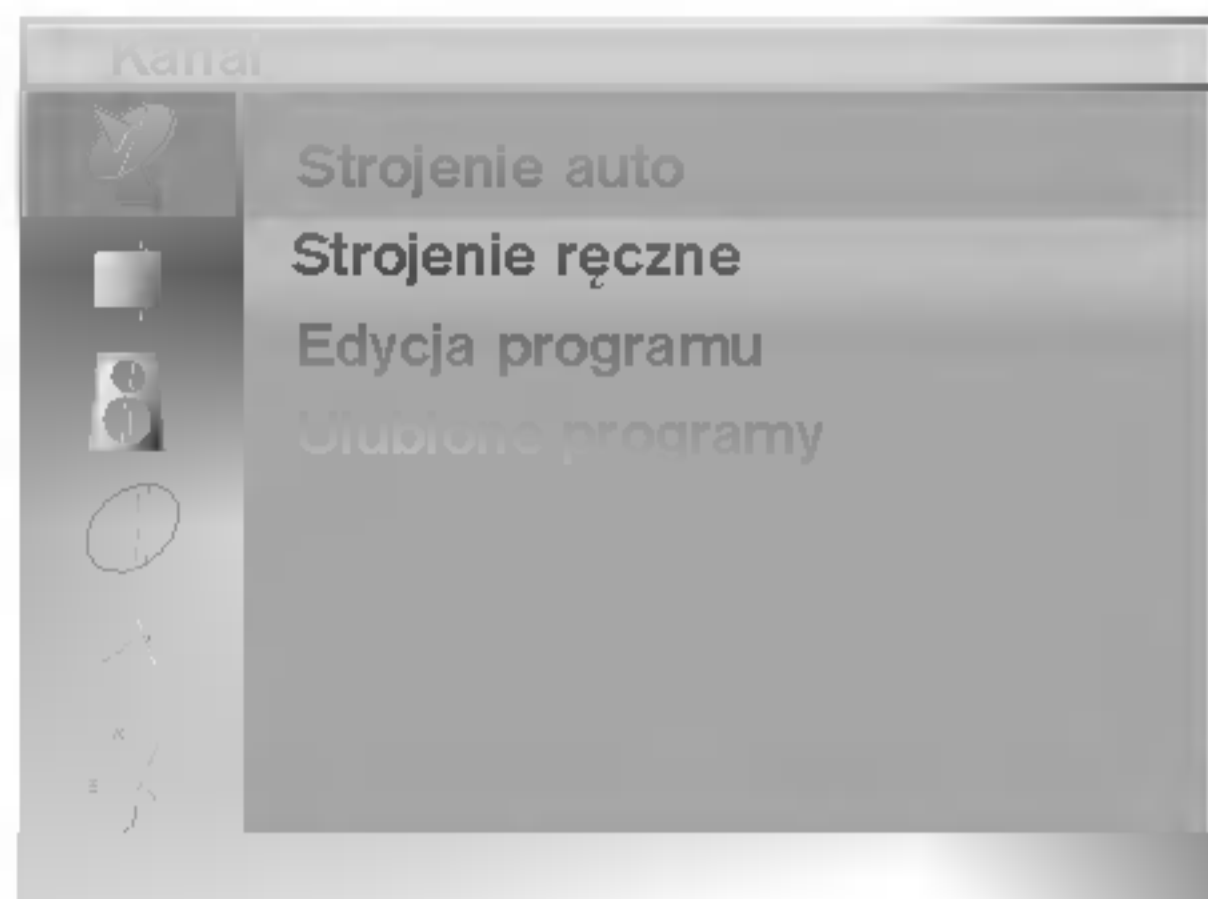 Kanał
Strojenie auto
Strojenie ręczne
Edycja programu
Ulubione programy